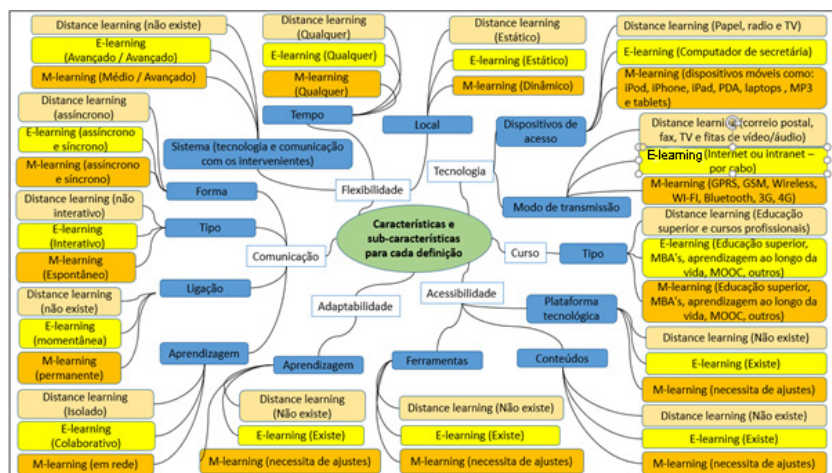 Distance learning (não existe)
E-learning
(Avançado / Avançado)
M-learning (Médio / Avançado)
Distance learning
(assíncrono)
E-learning
(assíncrono e síncrono)
M-learning (assíncrono
e síncrono)
Distance learning (não
interativo)
E-learning
(Interativo)
M-learning
(Espontâneo)
Distance learning
(não existe)
E-learning
(momentânea)
M-learning
(permanente)
Distance learning
(Isolado)
E-learning
(Colaborativo)
M-learning (em rede)
Distance learning
(Qualquer)
E-learning (Qualquer)
M-learning
(Qualquer)
Tempo
Sistema (tecnologia e comunicação
com os intervenientes)
Forma
Tipo
Ligação
Aprendizagem
Comunicação
Flexibilidade
Distance learning
(Estático)
E-learning (Estático)
M-learning (Dinâmico)
Local
Características e
sub-características
para cada definição
Tecnologia
Dispositivos de
acesso
Distance learning (Papel, radio e TV)
E-learning (Computador de secretária)
M-learning (dispositivos móveis como:
iPod, iPhone, iPad, PDA, laptops , MP3
e tablets)
Modo de transmissão
Distance learning (correio postal,
fax, TV e fitas de vídeo/áudio)
E-learning (Internet ou intranet –
por cabo)
M-learning (GPRS, GSM, Wireless,
WI-FI, Bluetooth, 3G, 4G)
Curso
Tipo
Distance learning (Educação
superior e cursos profissionais)
E-learning (Educação superior,
MBA's, aprendizagem ao longo da
vida, MOOC, outros)
M-learning (Educação superior,
MBA's, aprendizagem ao longo da
vida, MOOC, outros)
Acessibilidade
Plataforma
tecnológica
Distance learning (Não existe)
E-learning (Existe)
M-learning (necessita de ajustes)
Conteúdos
Distance learning (Não existe)
E-learning (Existe)
M-learning (necessita de ajustes)
Ferramentas
Distance learning (Não existe)
E-learning (Existe)
M-learning (necessita de ajustes)
Adaptabilidade
Aprendizagem
Distance learning
(Não existe)
E-learning (Existe)
M-learning (necessita de ajustes)